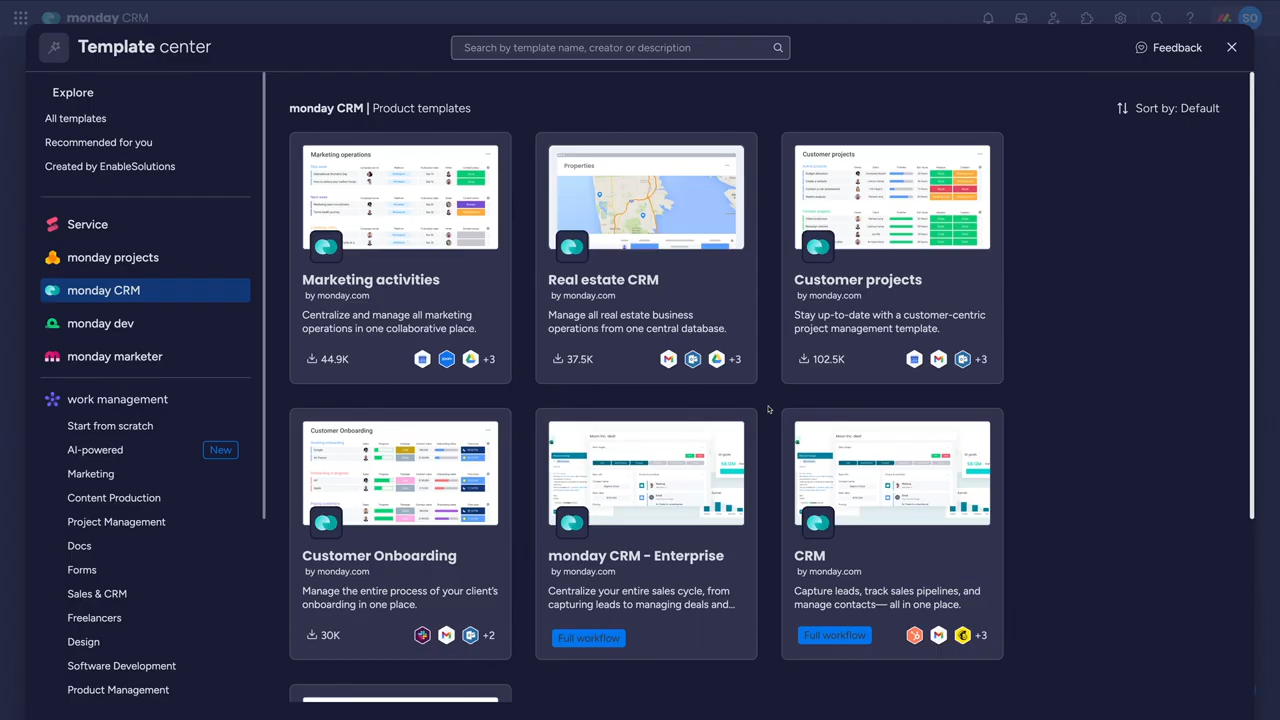 monday CRM
SO
Template center
Search by template name, creator or description
Feedback
Explore
All templates
Recommended for you
Created by EnableSolutions
Service
monday projects
monday CRM
monday dev
monday marketer
work management
Start from scratch
AI-powered
New
Marketing
Content Production
Project Management
Docs
Forms
Sales & CRM
Freelancers
Design
Software Development
Product Management
monday CRM | Product templates
Sort by: Default
Marketing operations
Marketing activities
by monday.com
Centralize and manage all marketing
operations in one collaborative place.
44.9K
+3
Properties
Real estate CRM
by monday.com
Manage all real estate business
operations from one central database.
37.5K
+3
Customer projects
Customer projects
by monday.com
Stay up-to-date with a customer-centric
project management template.
102.5K
+3
Customer Onboarding
Customer Onboarding
by monday.com
Manage the entire process of your client's
onboarding in one place.
30K
+2
Moon Inc. deal
monday CRM - Enterprise
by monday.com
Centralize your entire sales cycle, from
capturing leads to managing deals and...
Full workflow
Moon Inc. deal
CRM
by monday.com
Capture leads, track sales pipelines, and
manage contacts— all in one place.
Full workflow
+3